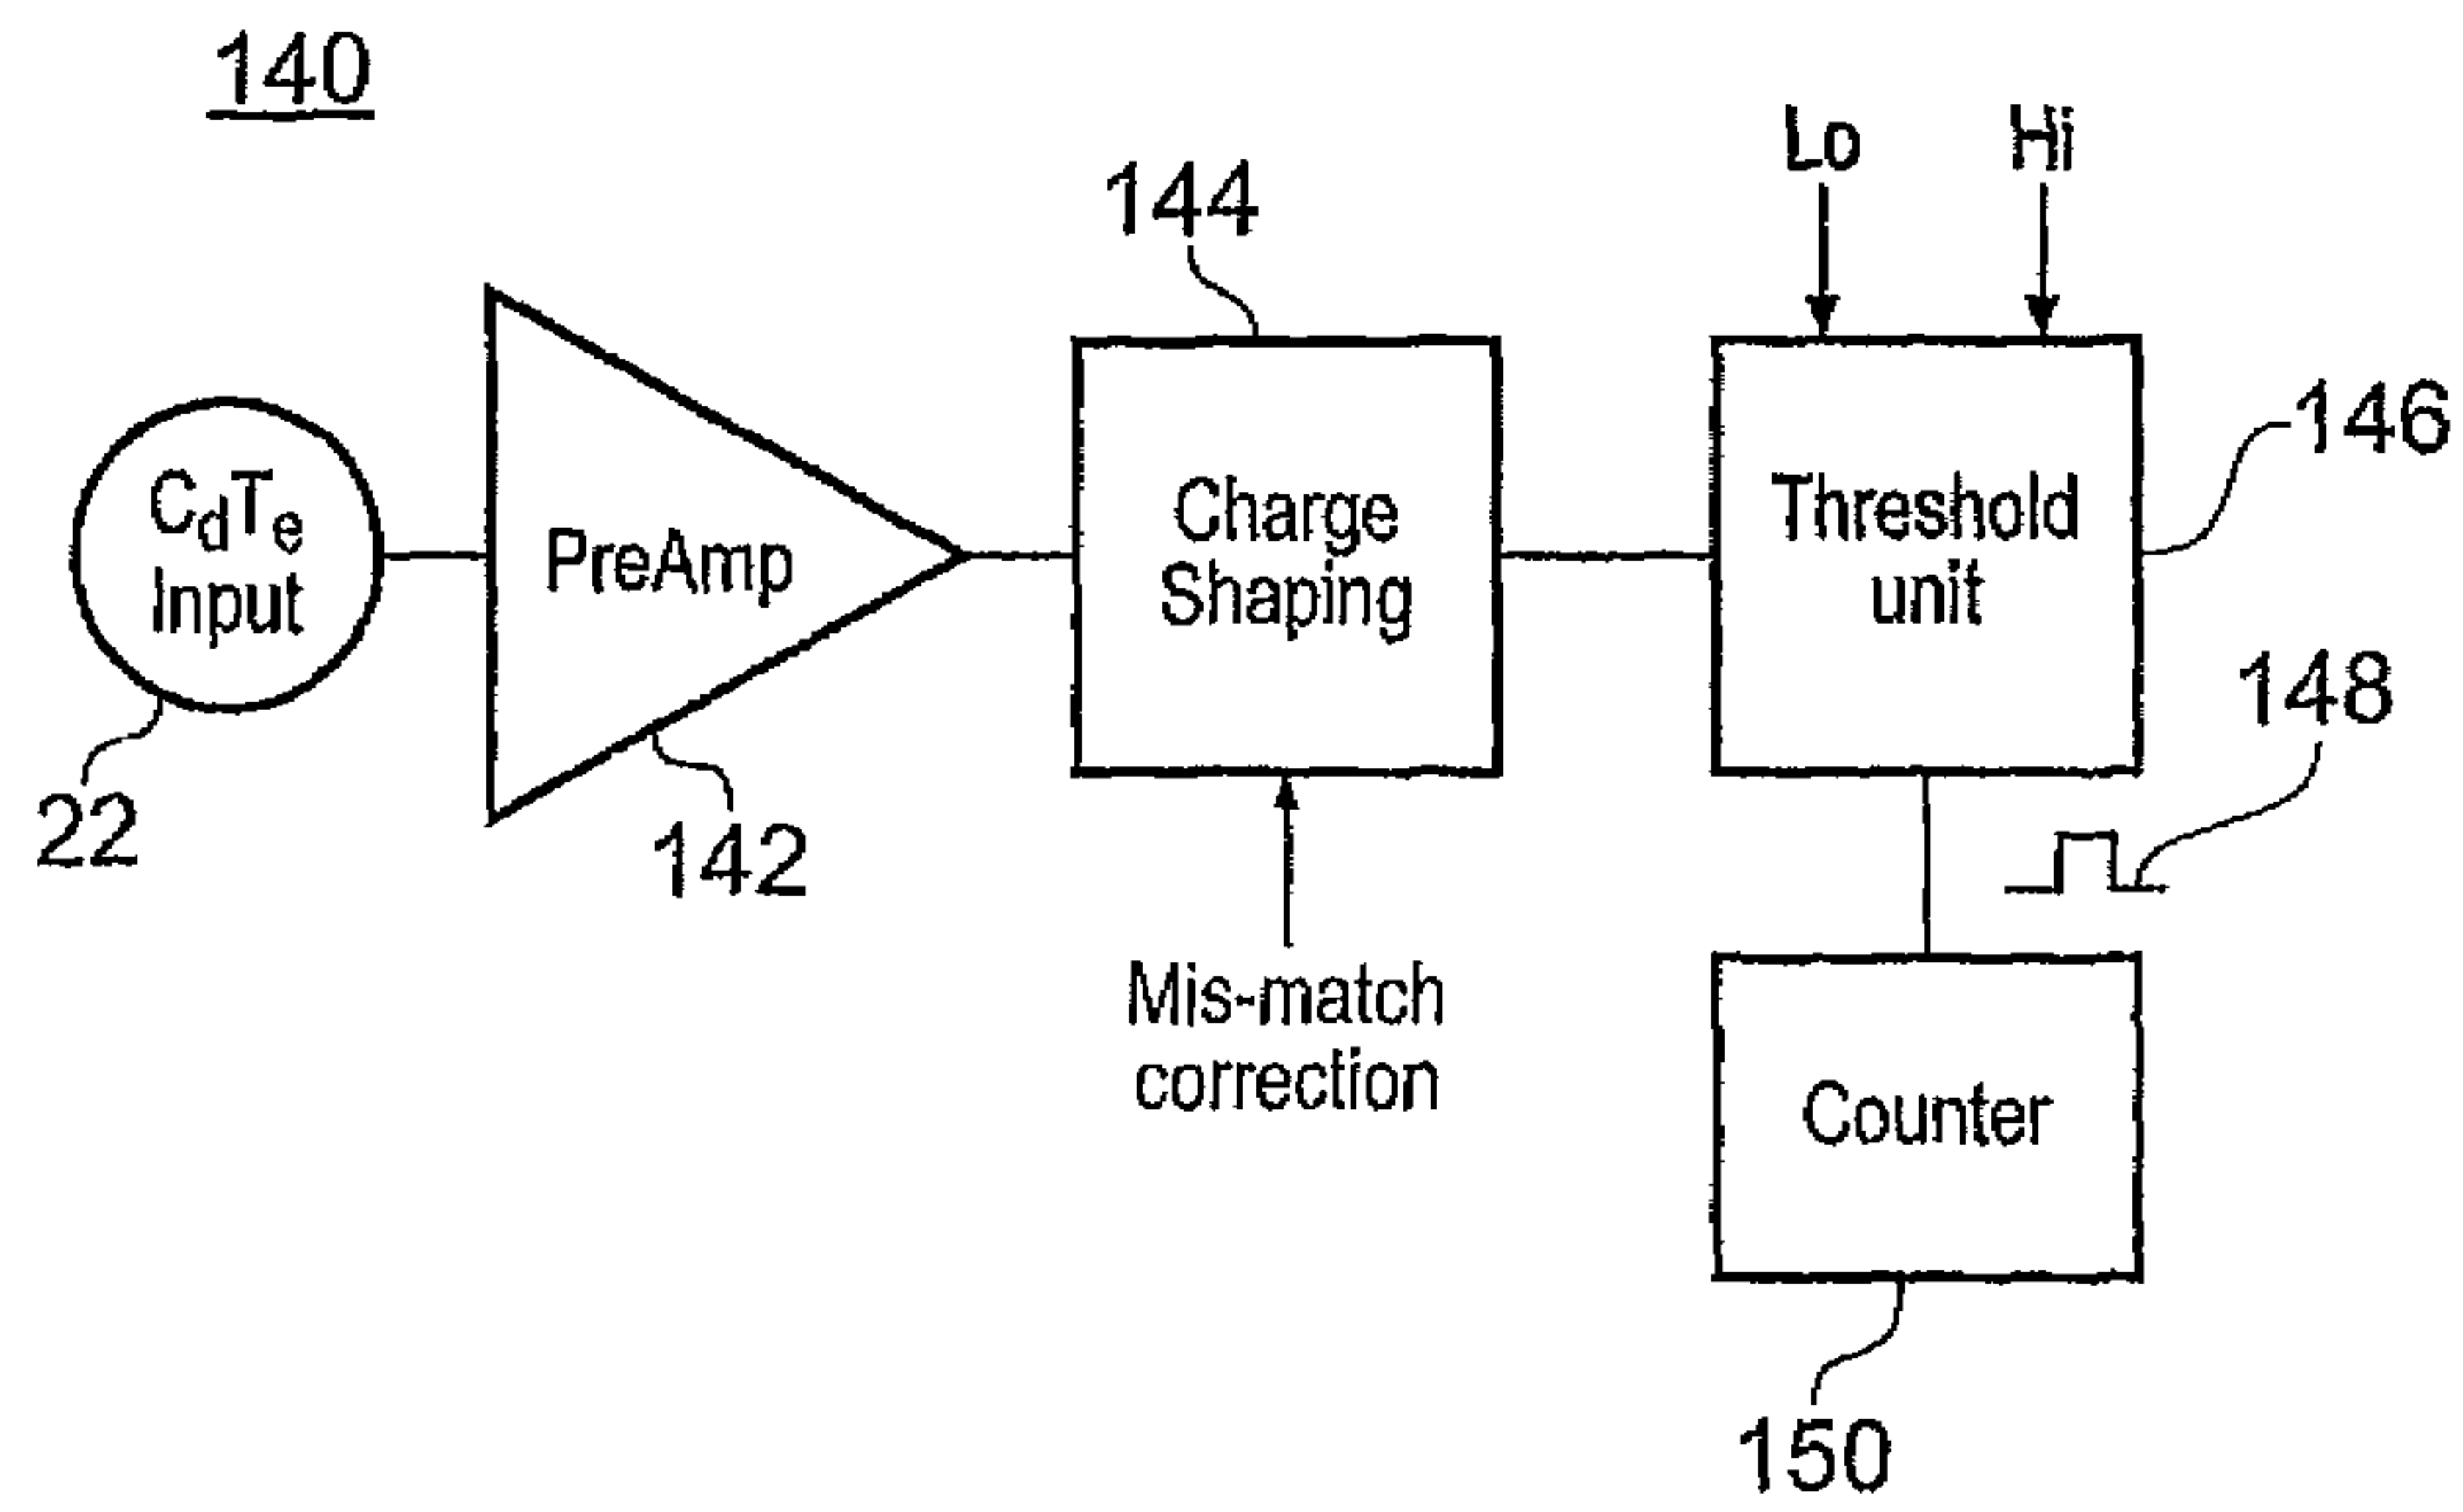 140
Lo
Hi
144
146
CdTe
Input
PreAmp
Charge
Shaping
Threshold
unit
148
22
142
Mis-match
correction
Counter
150